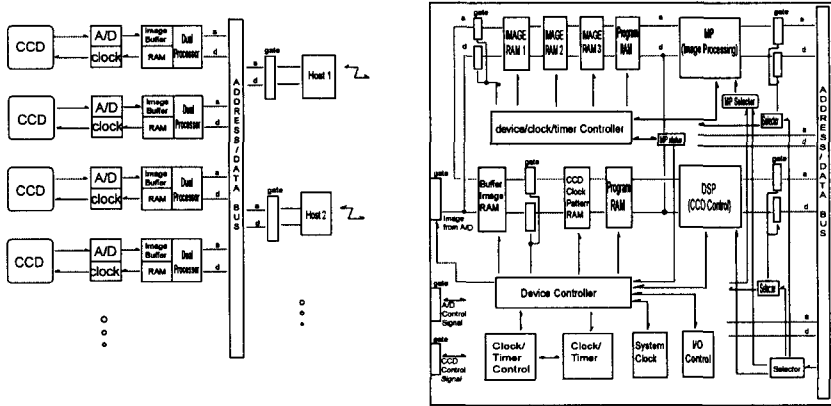 CCD
A/D
clock
Image Buffer
RAM
Dual Processor
a
d
CCD
A/D
clock
Image Buffer
RAM
Dual Processor
a
d
CCD
A/D
clock
Image Buffer
RAM
Dual Processor
a
d
CCD
A/D
clock
Image Buffer
RAM
Dual Processor
a
d
ADDRESS/DATA BUS
gate
a
d
Host 1
gate
a
d
Host 2
gate
a
d
IMAGE RAM 1
IMAGE RAM 2
IMAGE RAM 3
Program RAM
a
d
MP
(Image Processing)
gate
a
d
MP Selector
Selector
device/clock/timer Controller
a
d
gate
Image from A/D
Buffer Image RAM
gate
CCD Clock Pattern RAM
Program RAM
DSP
(CCD Control)
gate
a
d
ADDRESS/DATA BUS
Selector
Device Controller
gate
A/D Control Signal
gate
CCD Control Signal
Clock/ Timer Control
Clock/ Timer
System Clock
I/O Control
a
d
Selector